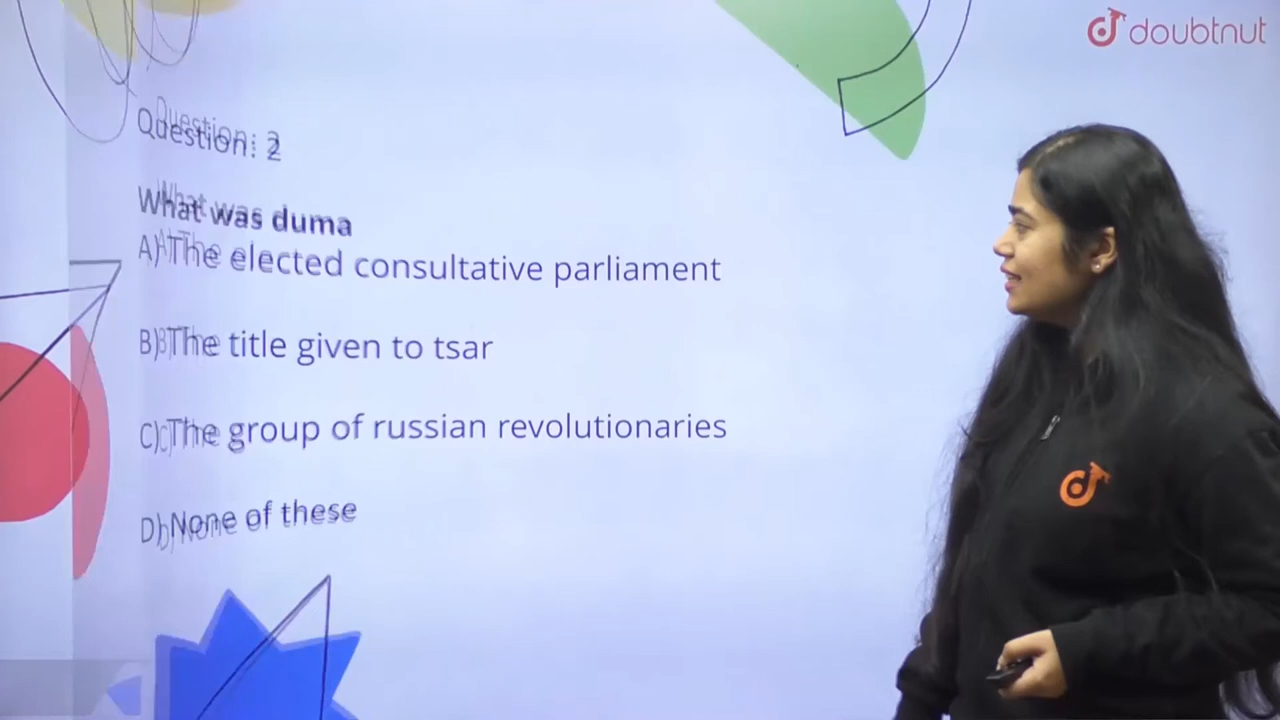 doubtnut
Question: 2
What was duma
A) The elected consultative parliament
B) The title given to tsar
C) The group of russian revolutionaries
D) None of these